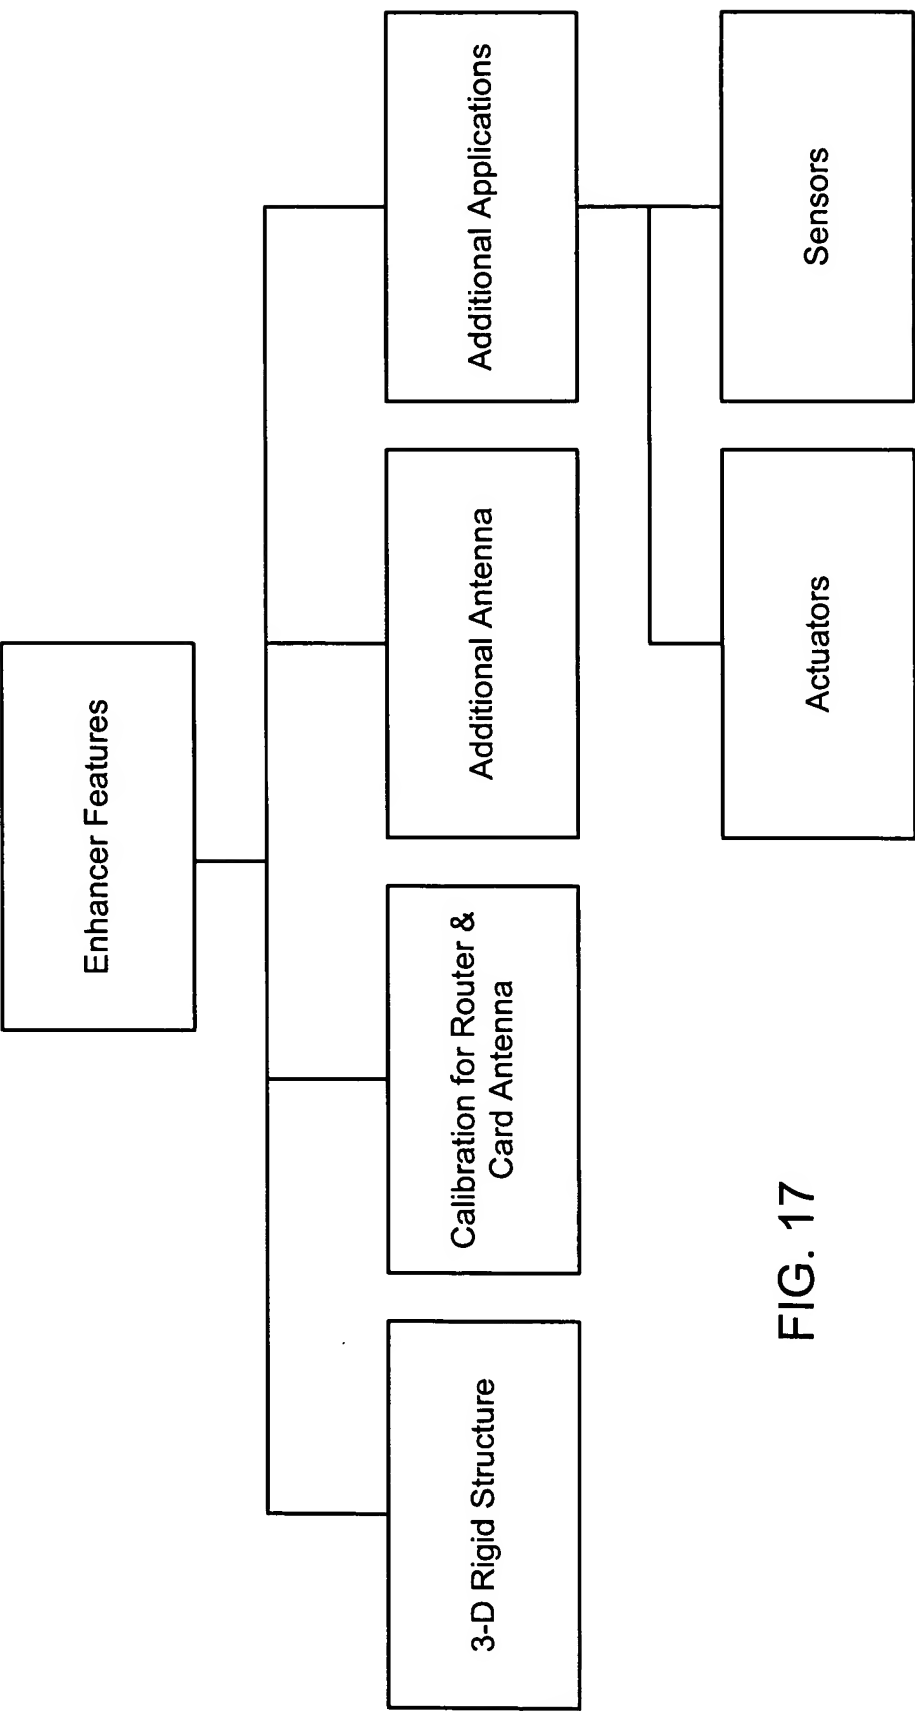 Enhancer Features
3-D Rigid Structure
Calibration for Router &
Card Antenna
Additional Antenna
Additional Applications
Actuators
Sensors
FIG. 17